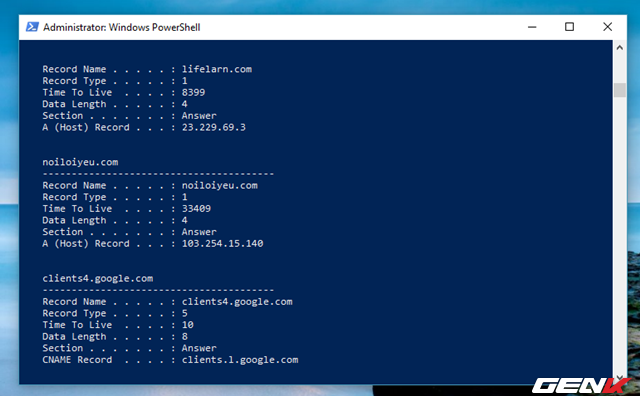 Administrator: Windows PowerShell
Record Name . . . . . : lifelarn.com
Record Type . . . . . : 1
Time To Live  . . . . : 8399
Data Length . . . . . : 4
Section . . . . . . . : Answer
A (Host) Record . . . : 23.229.69.3
noiloiyeu.com
----------------------------------------
Record Name . . . . . : noiloiyeu.com
Record Type . . . . . : 1
Time To Live  . . . . : 33409
Data Length . . . . . : 4
Section . . . . . . . : Answer
A (Host) Record . . . : 103.254.15.140
clients4.google.com
----------------------------------------
Record Name . . . . . : clients4.google.com
Record Type . . . . . : 5
Time To Live  . . . . : 10
Data Length . . . . . : 8
Section . . . . . . . : Answer
CNAME Record  . . . . : clients.l.google.com
GENK